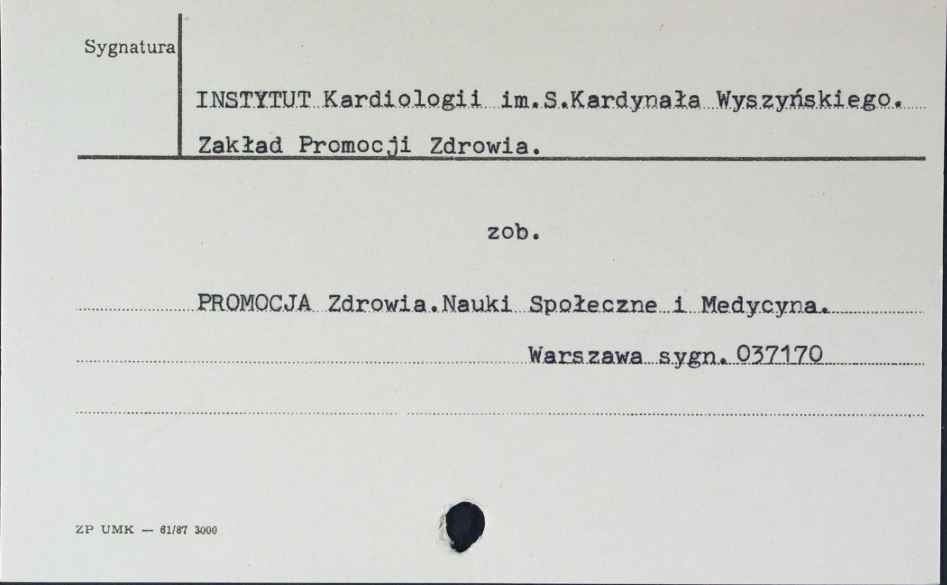 Sygnatura
INSTYTUT Kardiologii im.S.Kardynała Wyszyńskiego.
Zakład Promocji Zdrowia.
zob.
PROMOCJA Zdrowia.Nauki Społeczne i Medycyna.
Warszawa sygn. 037170
ZP UMK — 61/87 3000